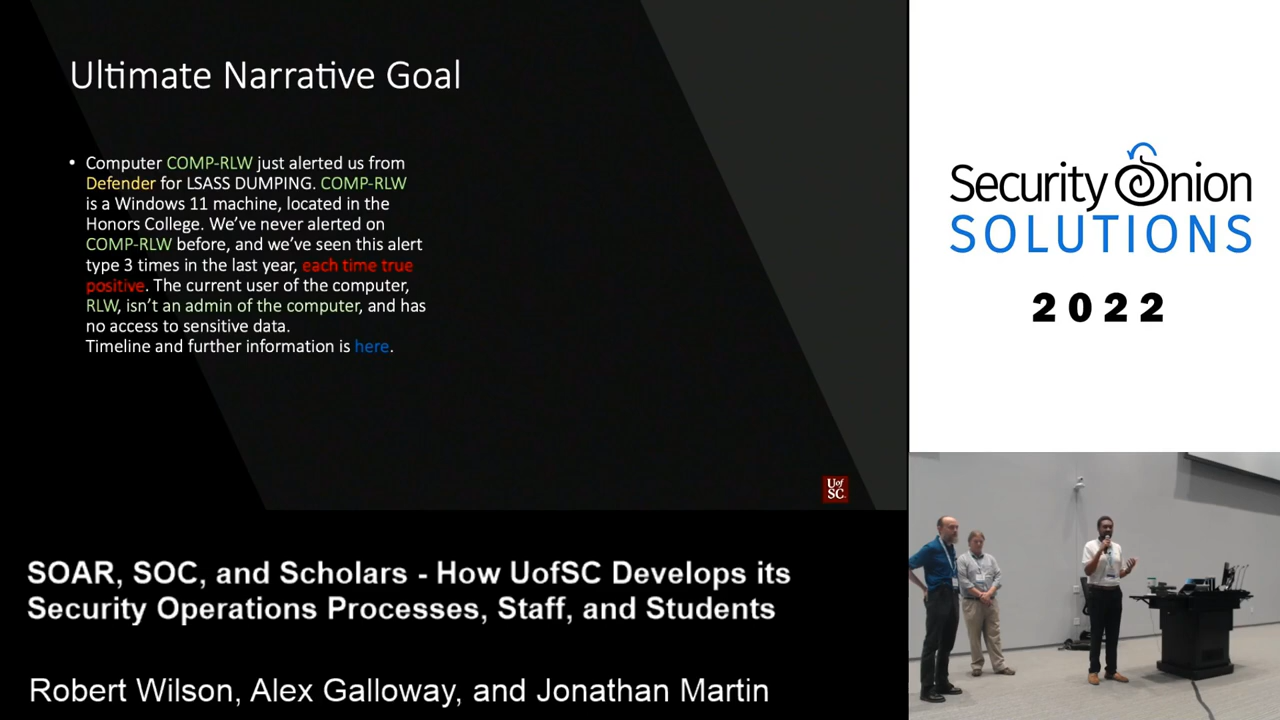 Ultimate Narrative Goal
• Computer COMP-RLW just alerted us from
Defender for LSASS DUMPING. COMP-RLW
is a Windows 11 machine, located in the
Honors College. We've never alerted on
COMP-RLW before, and we've seen this alert
type 3 times in the last year, each time true
positive. The current user of the computer,
RLW, isn't an admin of the computer, and has
no access to sensitive data.
Timeline and further information is here.
Uof
SC
Security Onion
SOLUTIONS
2022
SOAR, SOC, and Scholars - How UofSC Develops its
Security Operations Processes, Staff, and Students
Robert Wilson, Alex Galloway, and Jonathan Martin